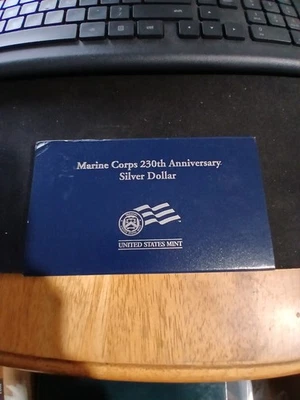 Marine Corps 230th Anniversary
Silver Dollar
UNITED STATES MINT